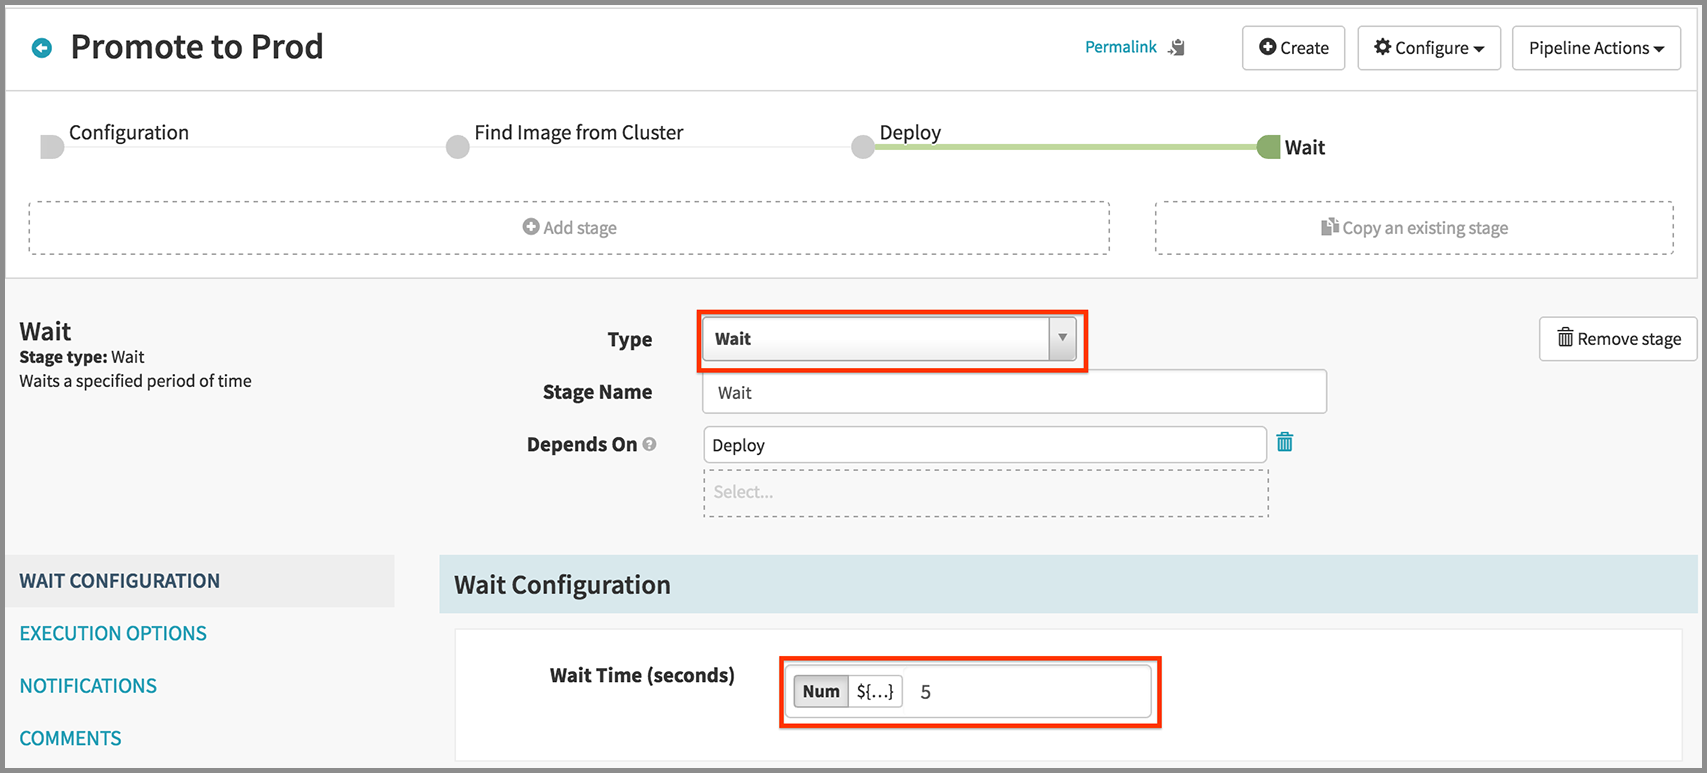 Promote to Prod
Permalink
Create
Configure
Pipeline Actions
Configuration
Find Image from Cluster
Deploy
Wait
Add stage
Copy an existing stage
Wait
Stage type: Wait
Waits a specified period of time
Type
Wait
Remove stage
Stage Name
Wait
Depends On
Deploy
Select...
WAIT CONFIGURATION
EXECUTION OPTIONS
NOTIFICATIONS
COMMENTS
Wait Configuration
Wait Time (seconds)
Num ${...} 5